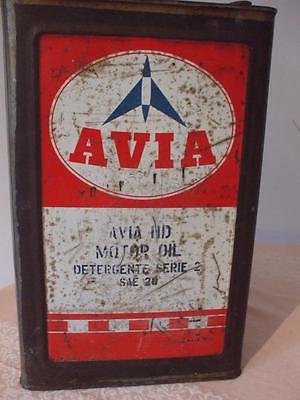 AVIA
AVIA HD
MOTOR OIL
DETERGENTE SERIE 2
SAE 20